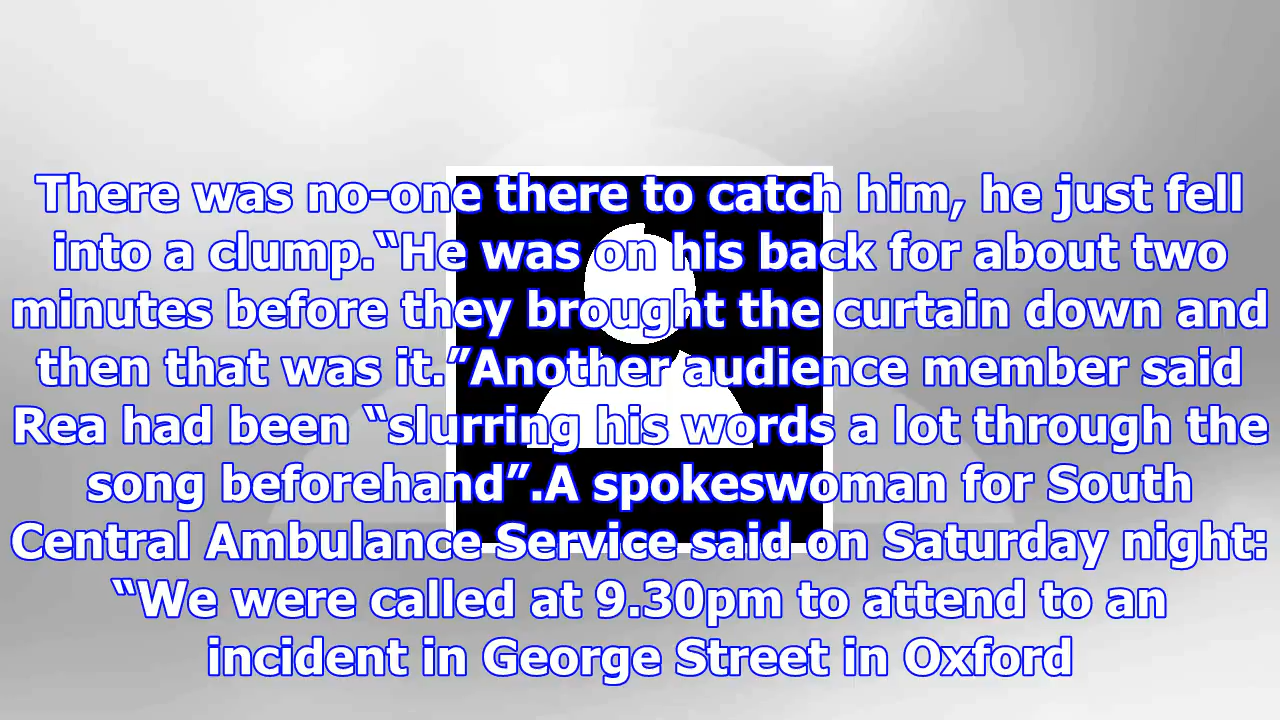 There was no-one there to catch him, he just fell
into a clump.“He was on his back for about two
minutes before they brought the curtain down and
then that was it.”Another audience member said
Rea had been “slurring his words a lot through the
song beforehand”.A spokeswoman for South
Central Ambulance Service said on Saturday night:
“We were called at 9.30pm to attend to an
incident in George Street in Oxford